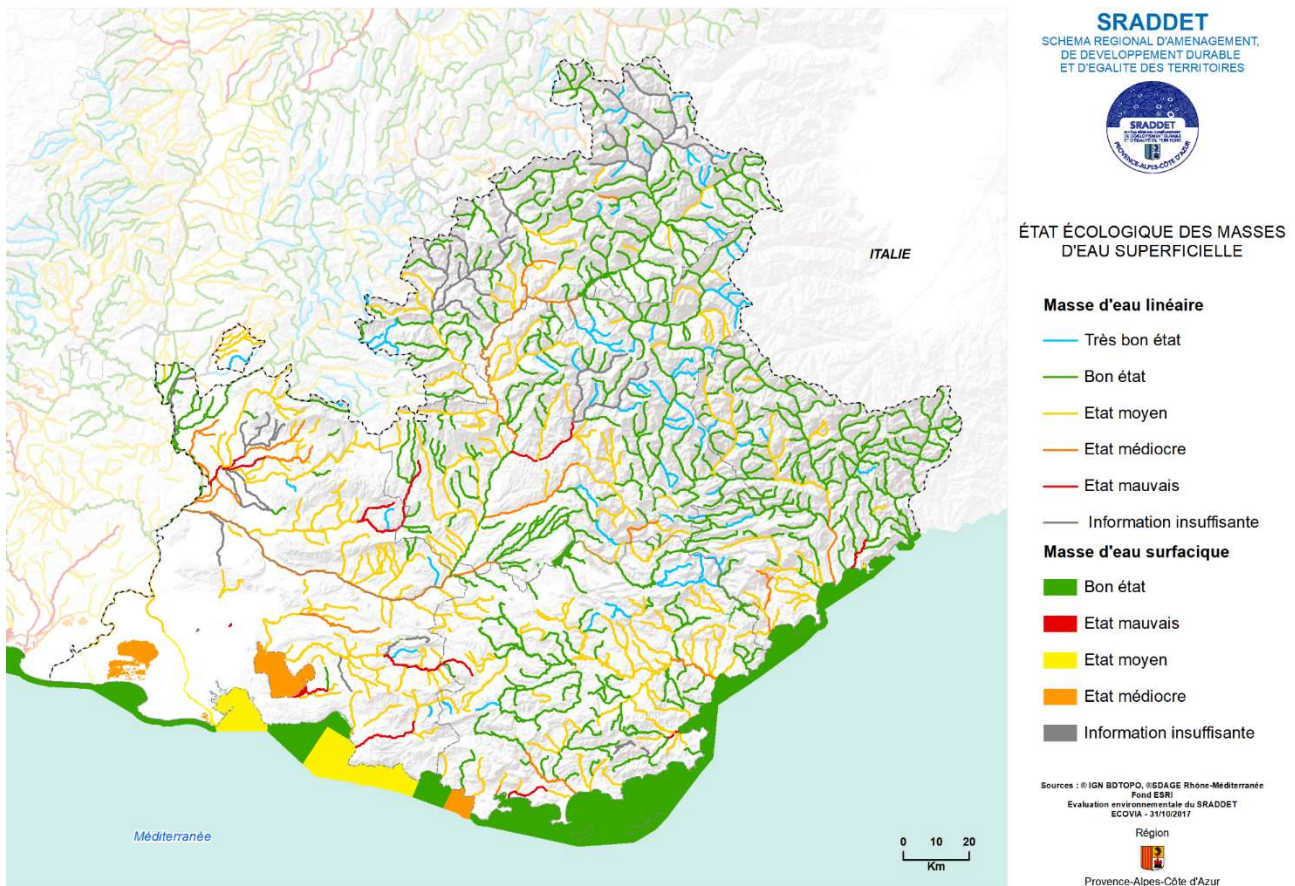 SRADDET
SCHEMA REGIONAL D'AMENAGEMENT,
DE DEVELOPPEMENT DURABLE
ET D'EGALITE DES TERRITOIRES
SRADDET
PROVENCE-ALPES-CÔTE D'AZUR
ÉTAT ÉCOLOGIQUE DES MASSES
D'EAU SUPERFICIELLE
ITALIE
Masse d'eau linéaire
Très bon état
Bon état
Etat moyen
Etat médiocre
Etat mauvais
Information insuffisante
Masse d'eau surfacique
Bon état
Etat mauvais
Etat moyen
Etat médiocre
Information insuffisante
Sources : ® IGN BDTOPO, ®SDAGE Rhône-Méditerranée
Fond ESRI
Evaluation environnementale du SRADDET
ECOVIA - 31/10/2017
Région
Provence-Alpes-Côte d'Azur
Méditerranée
0 10 20
Km